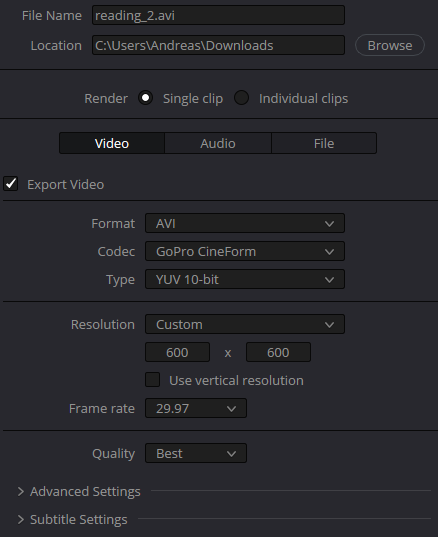 File Name reading_2.avi
Location C:\Users\Andreas\Downloads Browse
Render Single clip Individual clips
Video Audio File
Export Video
Format AVI
Codec GoPro CineForm
Type YUV 10-bit
Resolution Custom
600 x 600
Use vertical resolution
Frame rate 29.97
Quality Best
Advanced Settings
Subtitle Settings